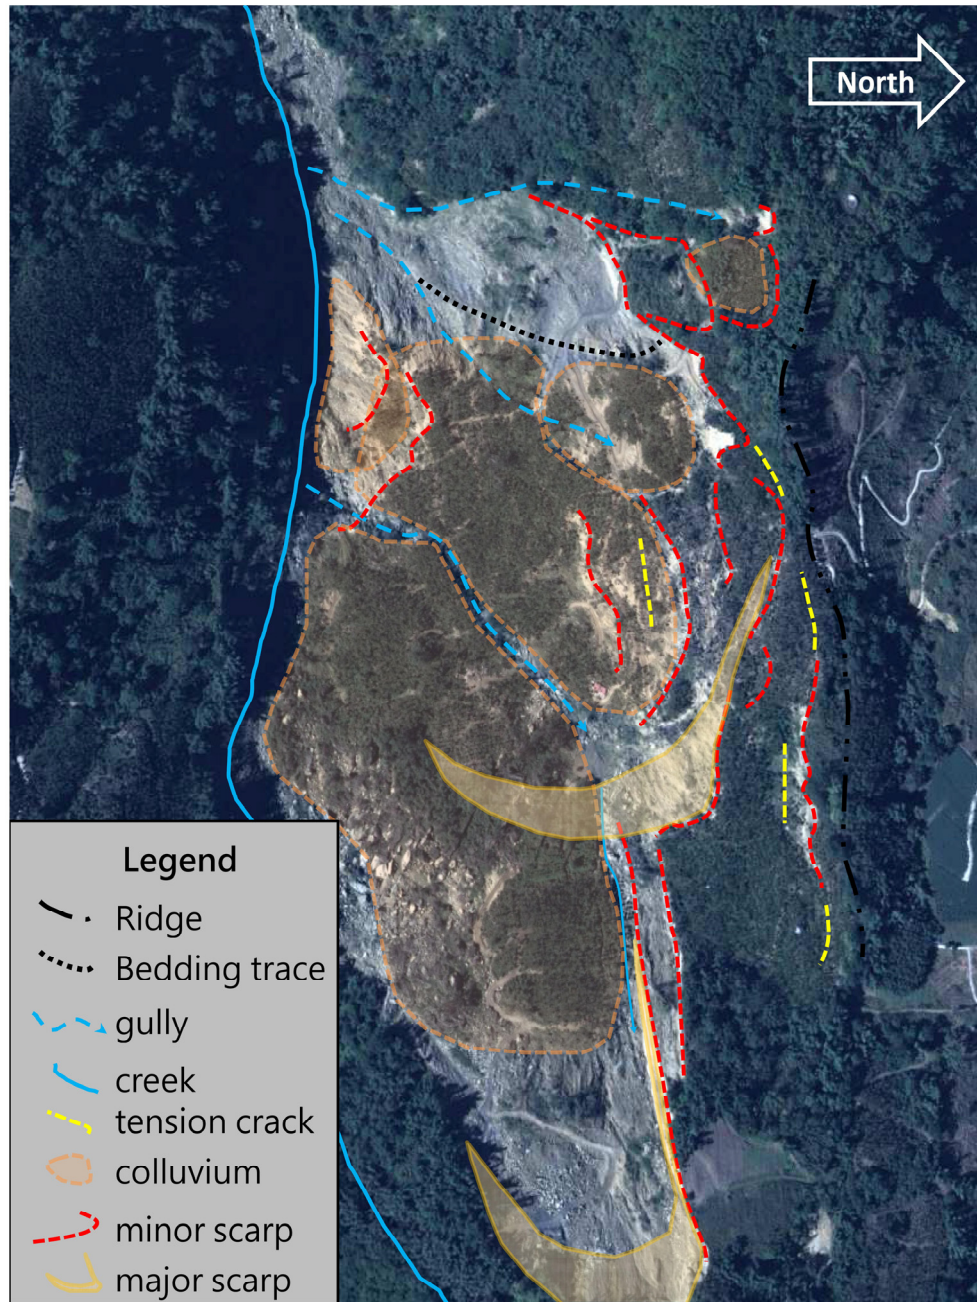 North
Legend
Ridge
Bedding trace
gully
creek
tension crack
colluvium
minor scarp
major scarp